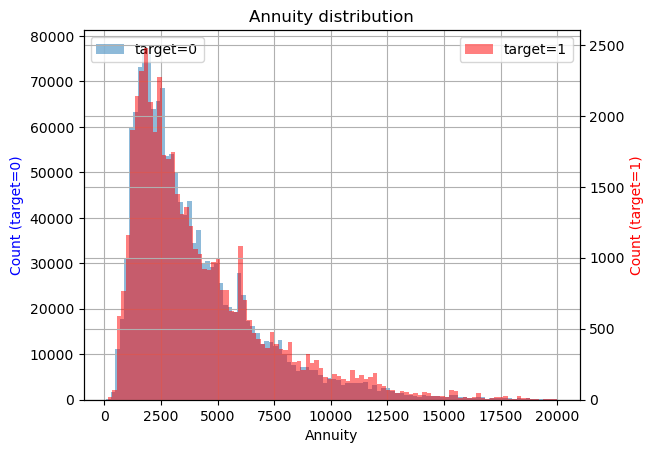 Annuity distribution
target=0
target=1
Count (target=0)
80000
70000
60000
50000
40000
30000
20000
10000
0
2500
2000
1500
1000
500
0
Count (target=1)
0 2500 5000 7500 10000 12500 15000 17500 20000
Annuity